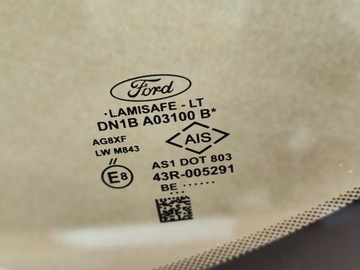 Ford
·LAMISAFE - LT
DN1B A03100 B*
AG8XF
LW M843
//
AIS
E8
AS1 DOT 803
43R-005291
BE ······